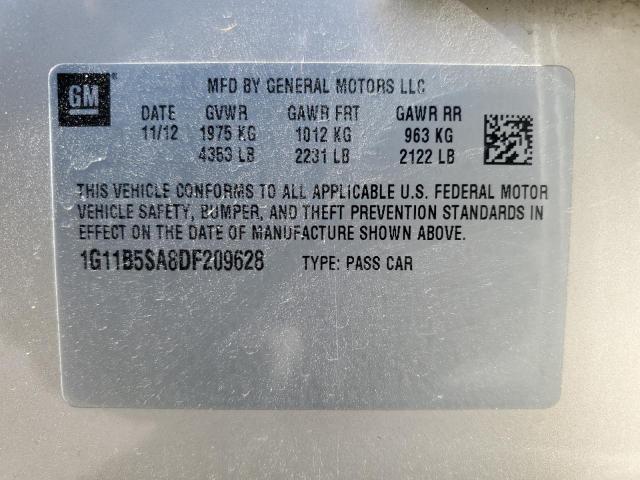 GM ® MFD BY GENERAL MOTORS LLC
DATE GVWR GAWR FRT GAWR RR
11/12 1975 KG 1012 KG 963 KG
4353 LB 2231 LB 2122 LB
THIS VEHICLE CONFORMS TO ALL APPLICABLE U.S. FEDERAL MOTOR
VEHICLE SAFETY, BUMPER, AND THEFT PREVENTION STANDARDS IN
EFFECT ON THE DATE OF MANUFACTURE SHOWN ABOVE.
1G11B5SA8DF209628 TYPE: PASS CAR